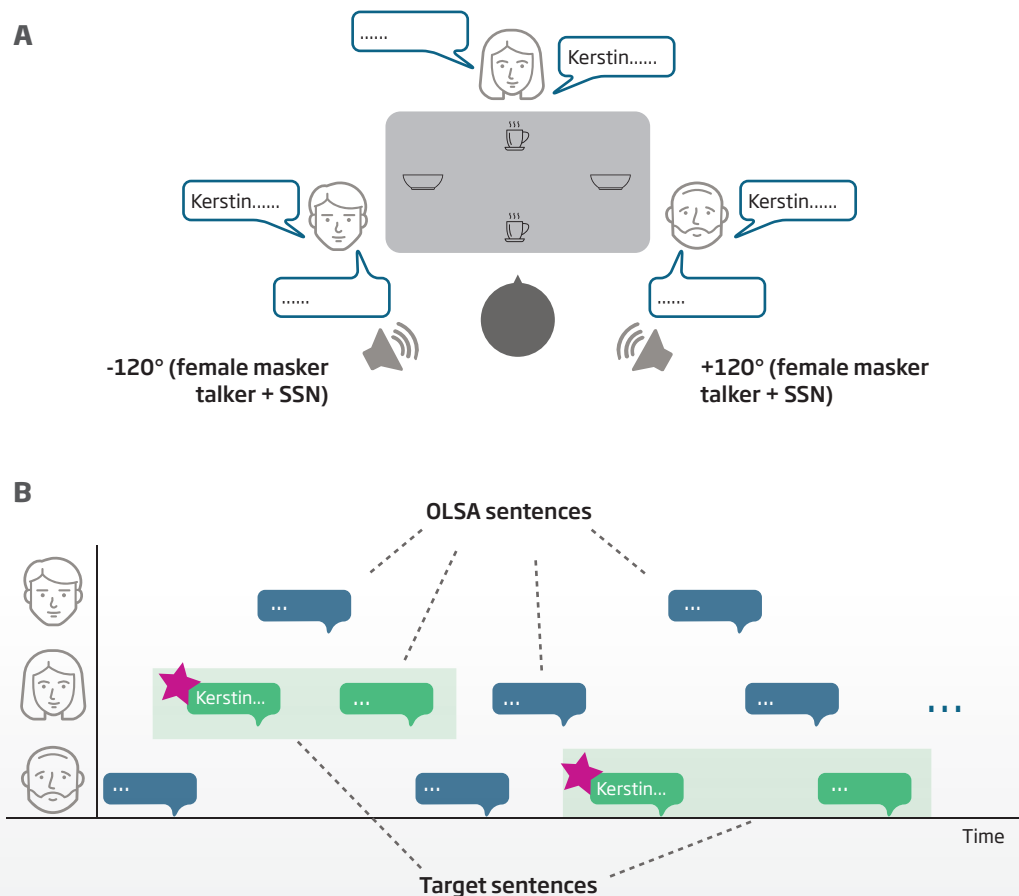 A
......
Kerstin......
Kerstin......
Kerstin......
......
......
-120° (female masker
talker + SSN)
+120° (female masker
talker + SSN)
B
OLSA sentences
...
...
Kerstin...
...
...
...
...
...
...
Kerstin...
...
Time
Target sentences